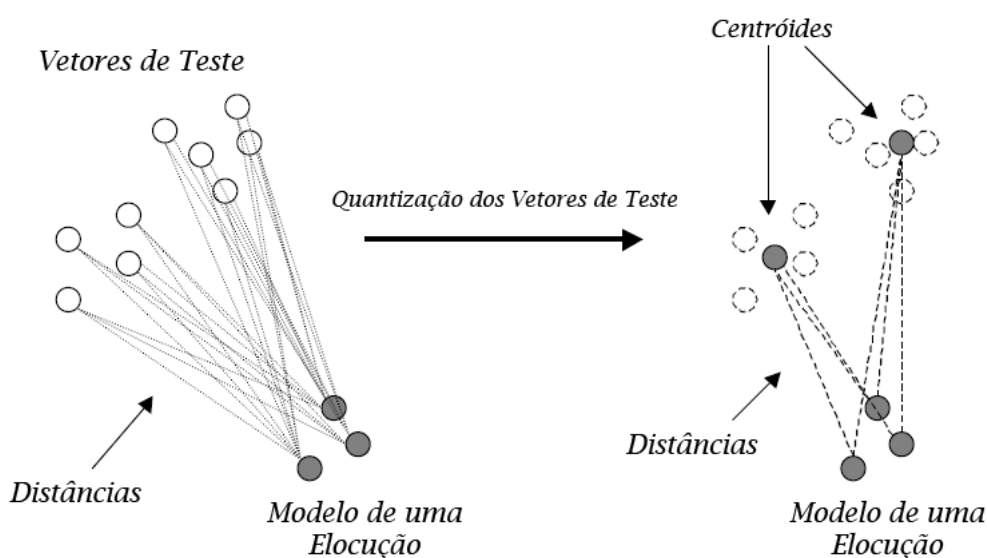 Vetores de Teste
Distâncias
Modelo de uma
Elocução
Quantização dos Vetores de Teste
Centróides
Distâncias
Modelo de uma
Elocução